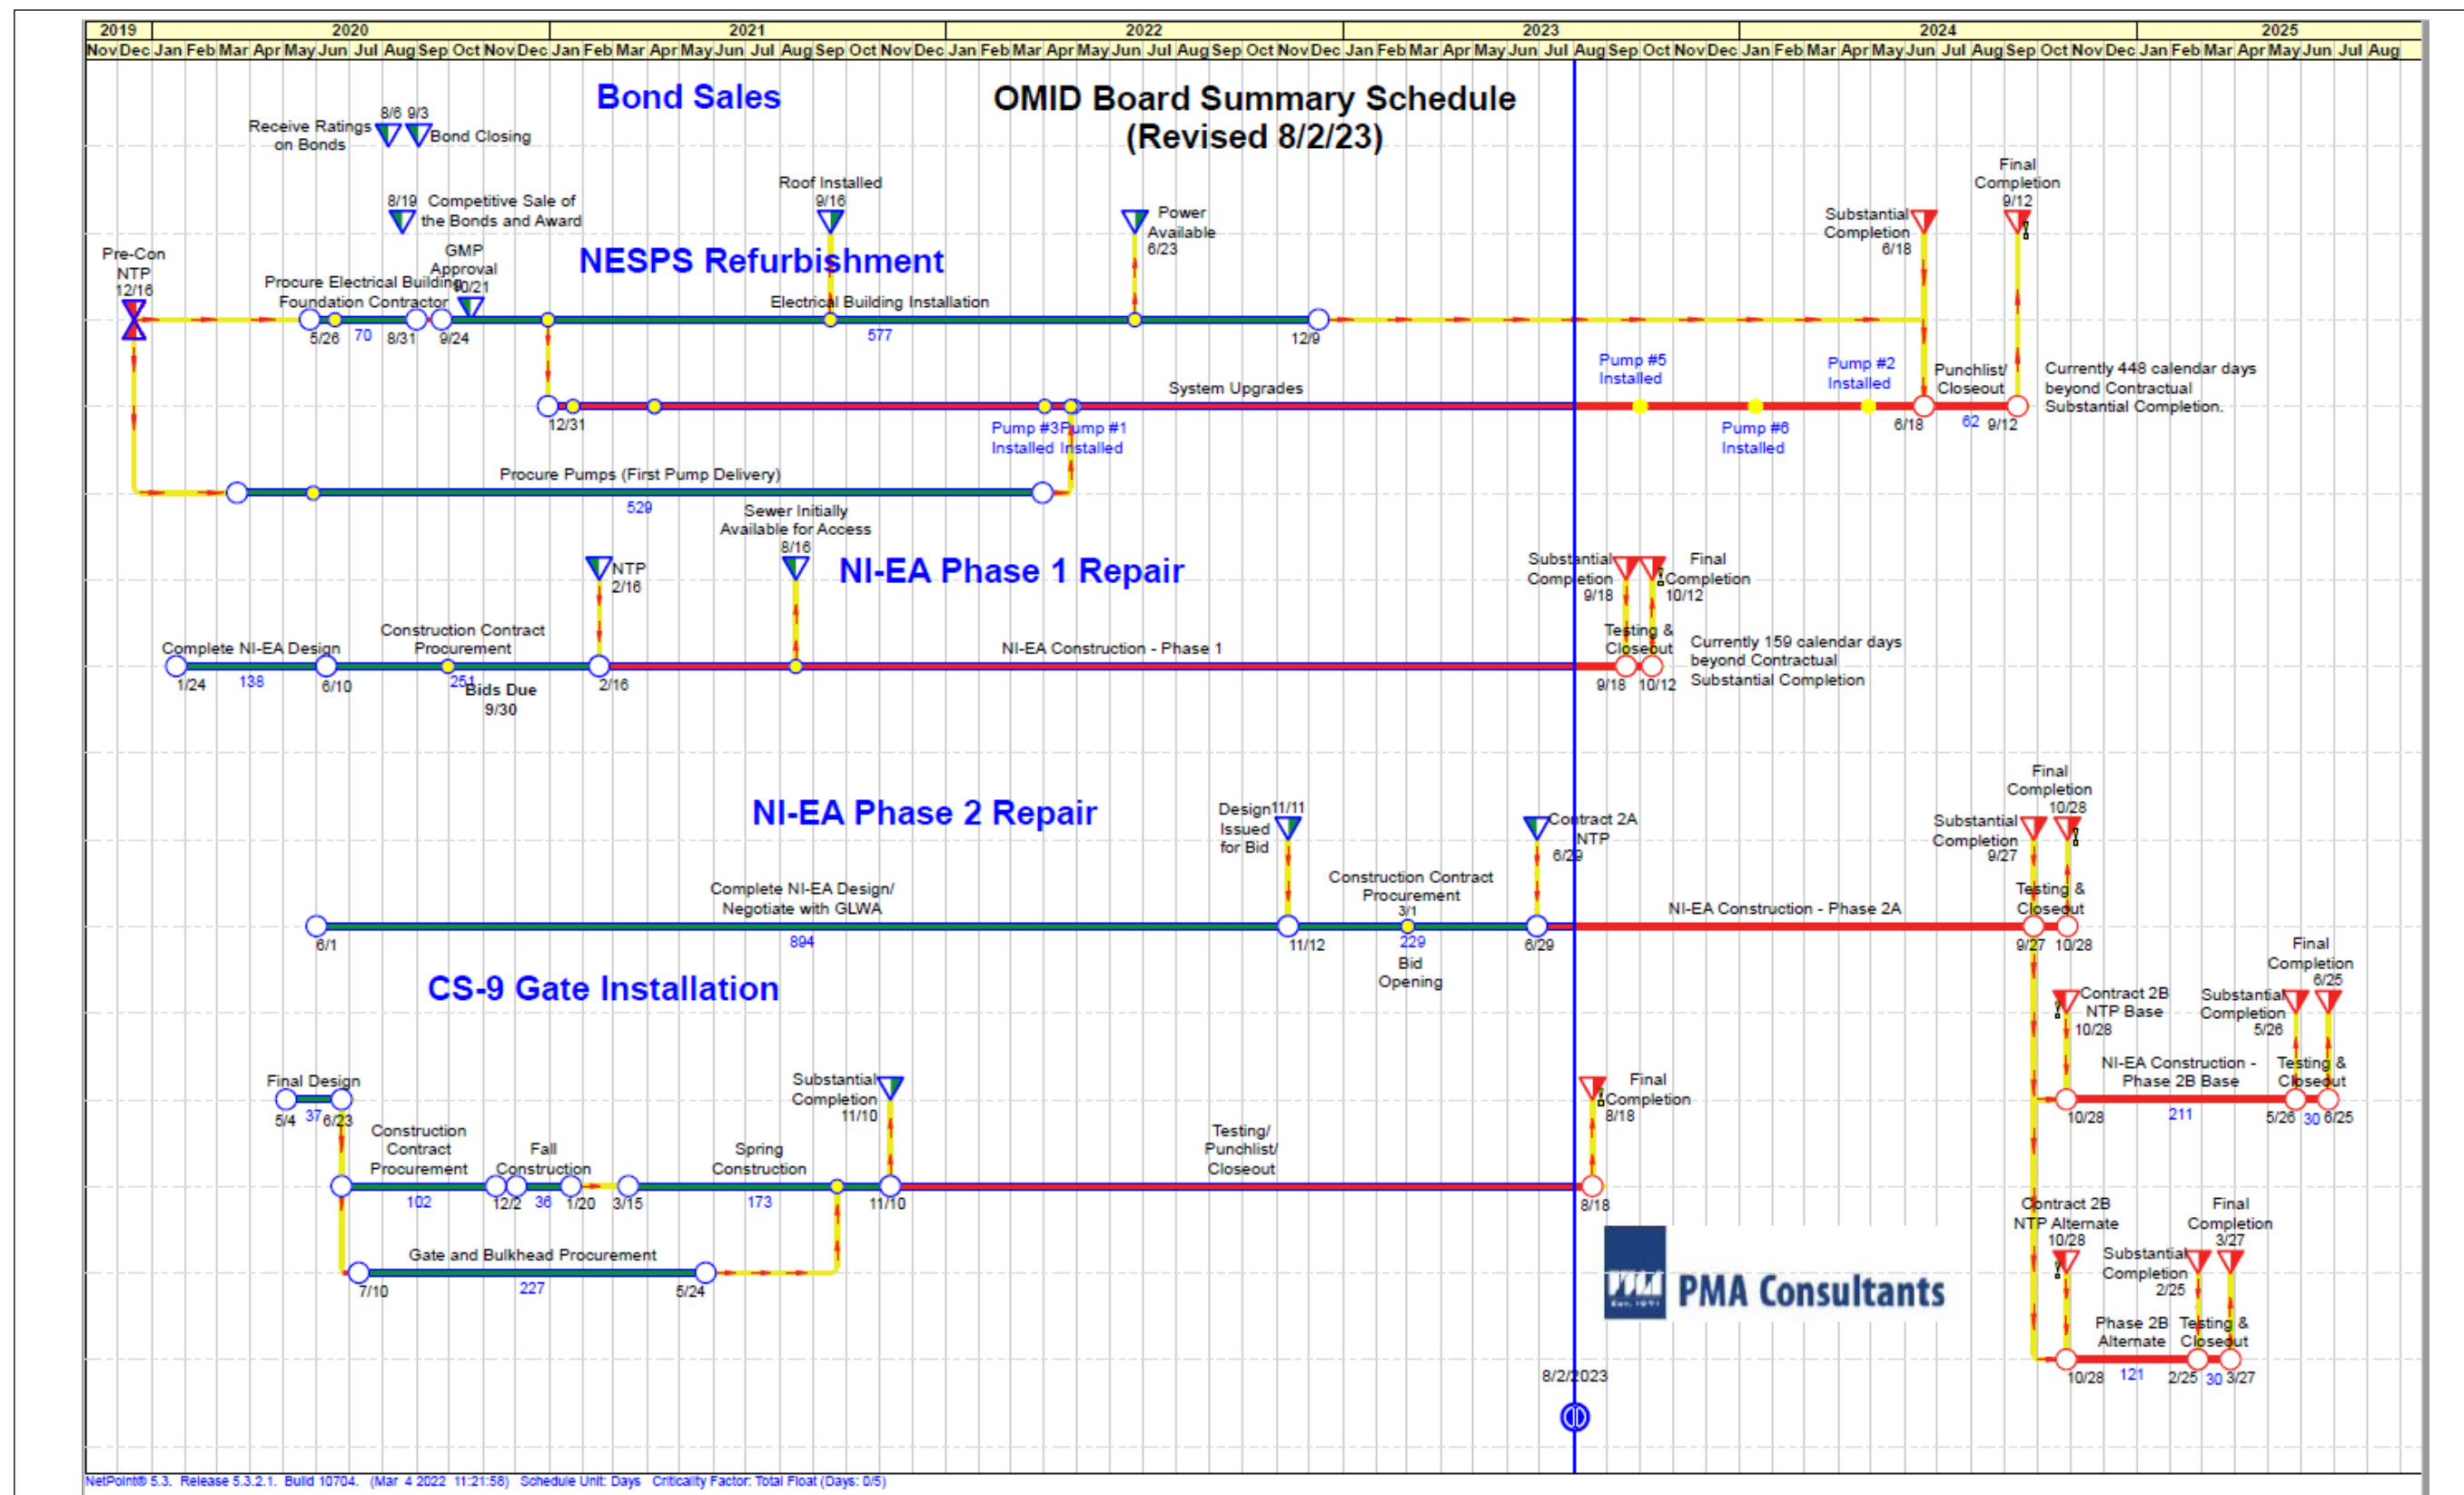 2019 2020 2021 2022 2023 2024 2025
Nov Dec Jan Feb Mar Apr May Jun Jul Aug Sep Oct Nov Dec Jan Feb Mar Apr May Jun Jul Aug Sep Oct Nov Dec Jan Feb Mar Apr May Jun Jul Aug Sep Oct Nov Dec Jan Feb Mar Apr May Jun Jul Aug Sep Oct Nov Dec Jan Feb Mar Apr May Jun Jul Aug Sep Oct Nov Dec Jan Feb Mar Apr May Jun Jul Aug
OMID Board Summary Schedule
(Revised 8/2/23)
Bond Sales
8/6 9/3
Receive Ratings
on Bonds
Bond Closing
8/19
Competitive Sale of
the Bonds and Award
NESPS Refurbishment
Pre-Con
NTP
12/16
Procure Electrical Building
Foundation Contractor
GMP
Approval
10/21
Roof Installed
9/16
Electrical Building Installation
Power
Available
6/23
Substantial
Completion
6/18
Final
Completion
9/12
5/26
70
8/31
9/24
577
12/9
System Upgrades
12/31
Pump #3
Installed
Pump #1
Installed
Pump #5
Installed
Pump #6
Installed
Pump #2
Installed
Punchlist/
Closeout
6/18
62
9/12
Currently 448 calendar days
beyond Contractual
Substantial Completion.
Procure Pumps (First Pump Delivery)
529
NI-EA Phase 1 Repair
NTP
2/16
Sewer Initially
Available for Access
8/16
Substantial
Completion
9/18
Final
Completion
10/12
Complete NI-EA Design
Construction Contract
Procurement
NI-EA Construction - Phase 1
Testing &
Closeout
1/24
138
6/10
251
Bids Due
9/30
2/16
9/18
10/12
Currently 159 calendar days
beyond Contractual
Substantial Completion
NI-EA Phase 2 Repair
Design
Issued
for Bid
11/11
Contract 2A
NTP
6/29
Substantial
Completion
9/27
Final
Completion
10/28
Complete NI-EA Design/
Negotiate with GLWA
Construction Contract
Procurement
3/1
NI-EA Construction - Phase 2A
Testing &
Closeout
6/1
894
11/12
229
Bid
Opening
6/29
9/27
10/28
Contract 2B
NTP Base
10/28
Substantial
Completion
5/26
Final
Completion
6/25
NI-EA Construction -
Phase 2B Base
Testing &
Closeout
10/28
211
5/26
30
6/25
Contract 2B
NTP Alternate
10/28
Substantial
Completion
2/25
Final
Completion
3/27
Phase 2B
Alternate
Testing &
Closeout
10/28
121
2/25
30
3/27
CS-9 Gate Installation
Final Design
5/4
37
6/23
Substantial
Completion
11/10
Final
Completion
8/18
Construction
Contract
Procurement
Fall
Construction
Spring
Construction
Testing/
Punchlist/
Closeout
102
12/2
36
1/20
3/15
173
11/10
8/18
Gate and Bulkhead Procurement
7/10
227
5/24
PMA Consultants
8/2/2023
NetPoint® 5.3. Release 5.3.2.1. Build 10704. (Mar 4 2022 11:21:58) Schedule Unit: Days Criticality Factor: Total Float (Days: 0/5)